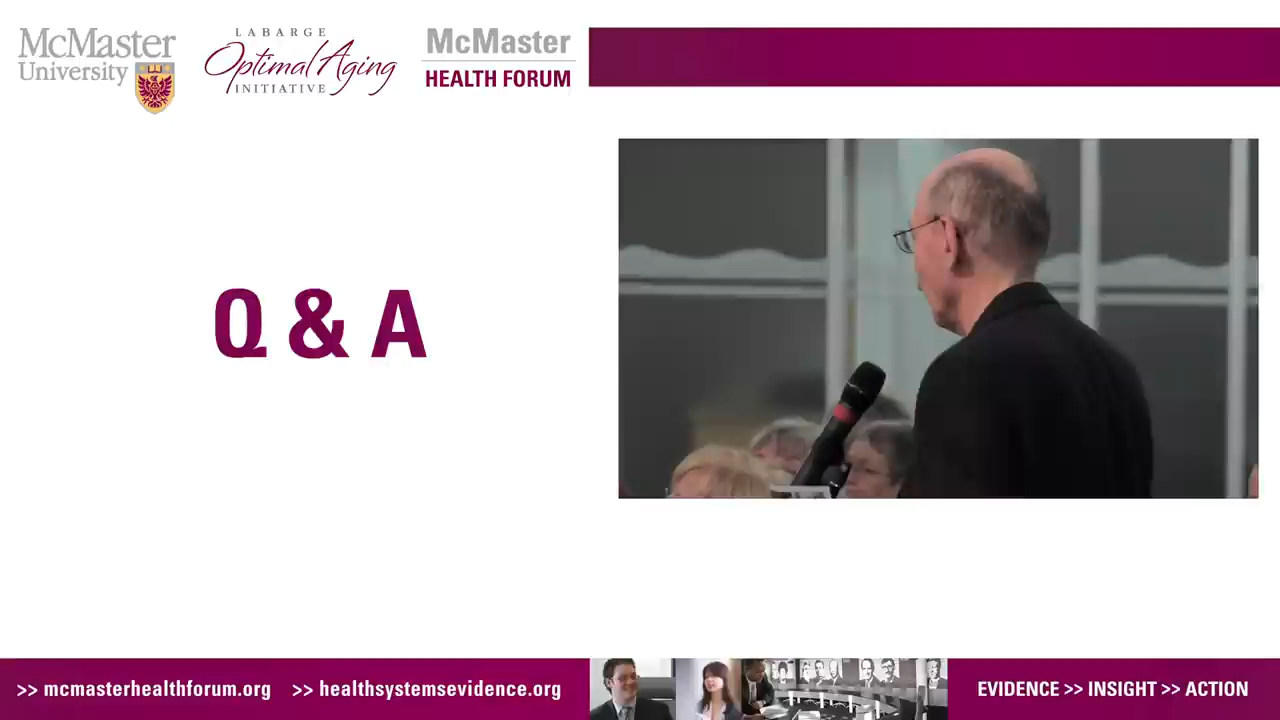 McMaster
University
LABARGE
Optimal Aging
INITIATIVE
McMaster
HEALTH FORUM
Q & A
>> mcmasterhealthforum.org >> healthsystemsevidence.org
EVIDENCE >> INSIGHT >> ACTION